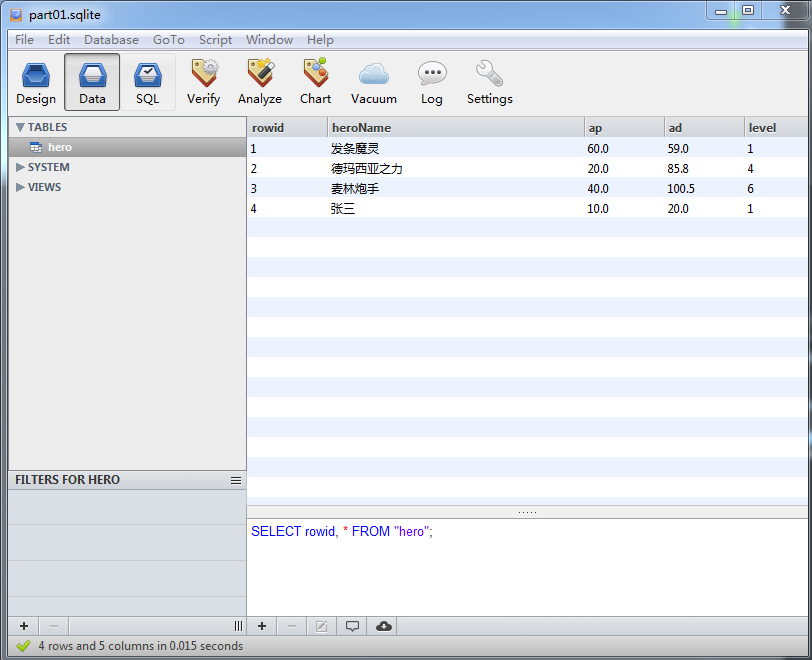 part01.sqlite
File Edit Database GoTo Script Window Help
Design Data SQL Verify Analyze Chart Vacuum Log Settings
TABLES
hero
SYSTEM
VIEWS
rowid heroName ap ad level
1 发条魔灵 60.0 59.0 1
2 德玛西亚之力 20.0 85.8 4
3 麦林炮手 40.0 100.5 6
4 张三 10.0 20.0 1
FILTERS FOR HERO
SELECT rowid, * FROM "hero";
4 rows and 5 columns in 0.015 seconds